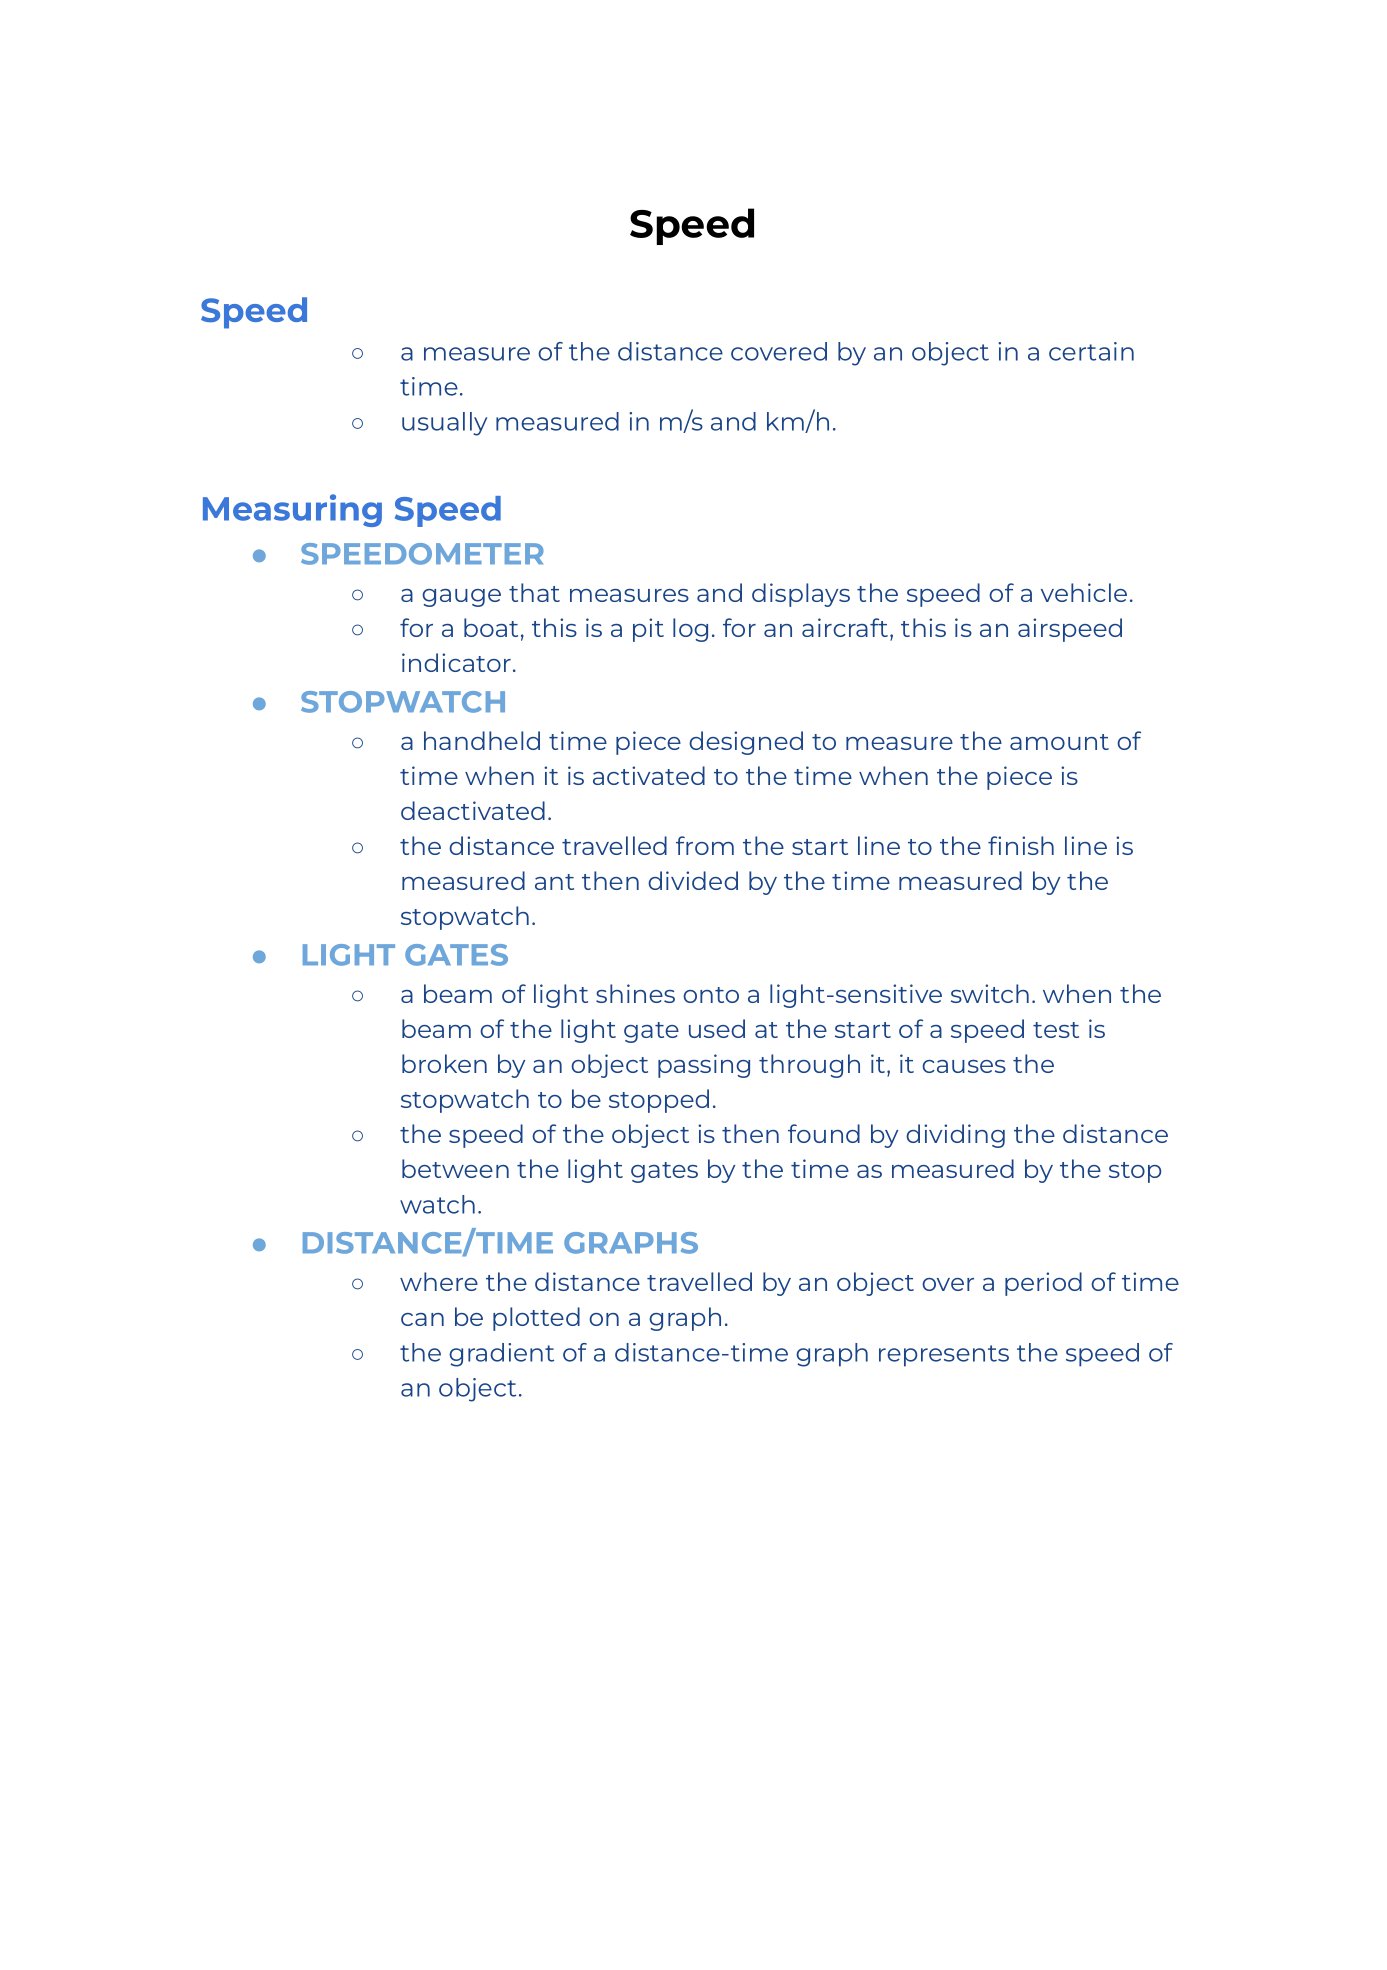 Speed
Speed
○ a measure of the distance covered by an object in a certain
time.
○ usually measured in m/s and km/h.
Measuring Speed
● SPEEDOMETER
○ a gauge that measures and displays the speed of a vehicle.
○ for a boat, this is a pit log. for an aircraft, this is an airspeed
indicator.
● STOPWATCH
○ a handheld time piece designed to measure the amount of
time when it is activated to the time when the piece is
deactivated.
○ the distance travelled from the start line to the finish line is
measured ant then divided by the time measured by the
stopwatch.
● LIGHT GATES
○ a beam of light shines onto a light-sensitive switch. when the
beam of the light gate used at the start of a speed test is
broken by an object passing through it, it causes the
stopwatch to be stopped.
○ the speed of the object is then found by dividing the distance
between the light gates by the time as measured by the stop
watch.
● DISTANCE/TIME GRAPHS
○ where the distance travelled by an object over a period of time
can be plotted on a graph.
○ the gradient of a distance-time graph represents the speed of
an object.